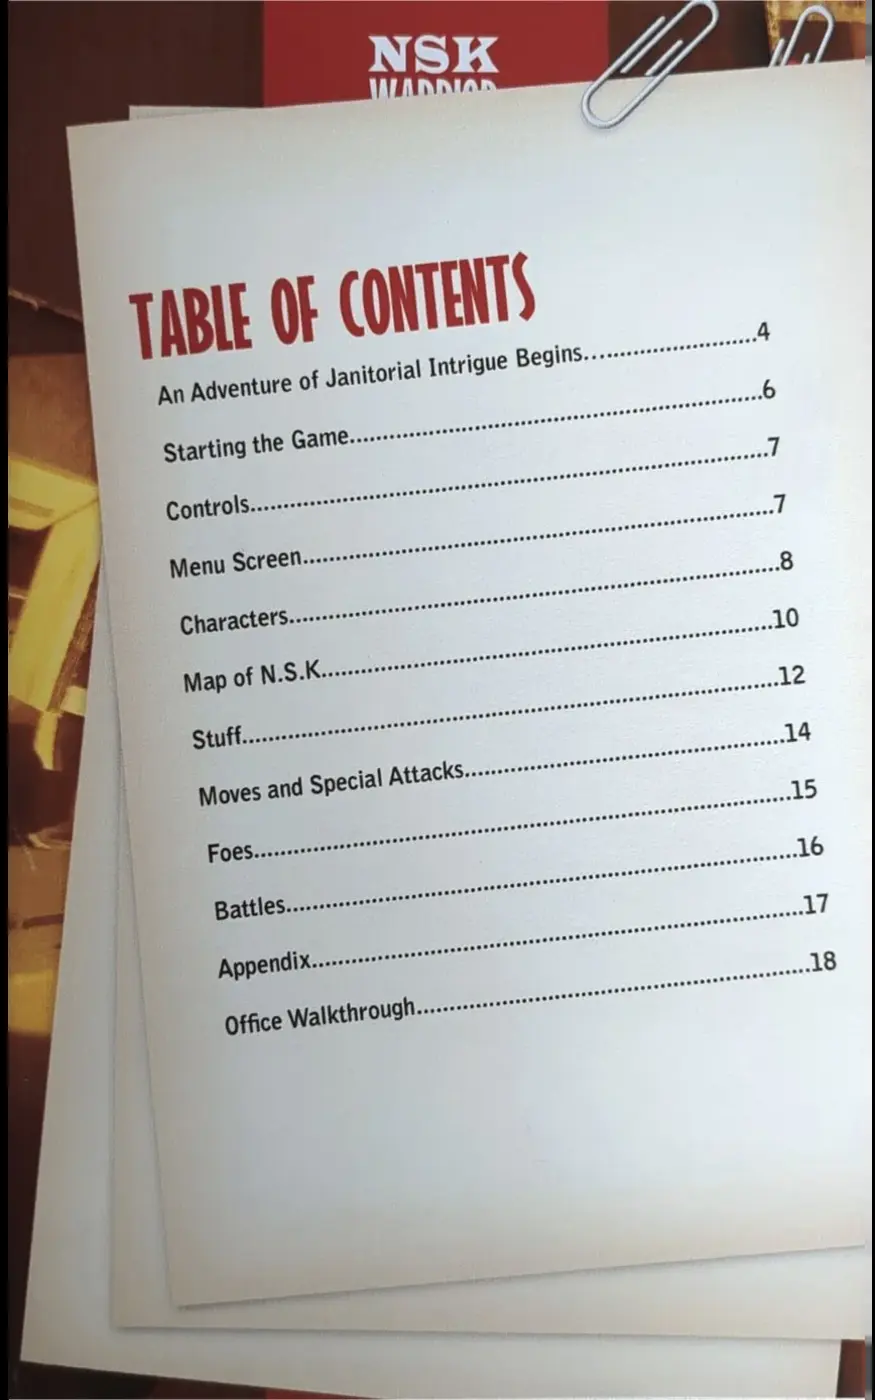 NSK
WARRIOR
TABLE OF CONTENTS
An Adventure of Janitorial Intrigue Begins..........................4
Starting the Game..............................................................6
Controls..............................................................................7
Menu Screen......................................................................7
Characters.........................................................................8
Map of N.S.K....................................................................10
Stuff................................................................................12
Moves and Special Attacks...............................................14
Foes................................................................................15
Battles.............................................................................16
Appendix.........................................................................17
Office Walkthrough..........................................................18